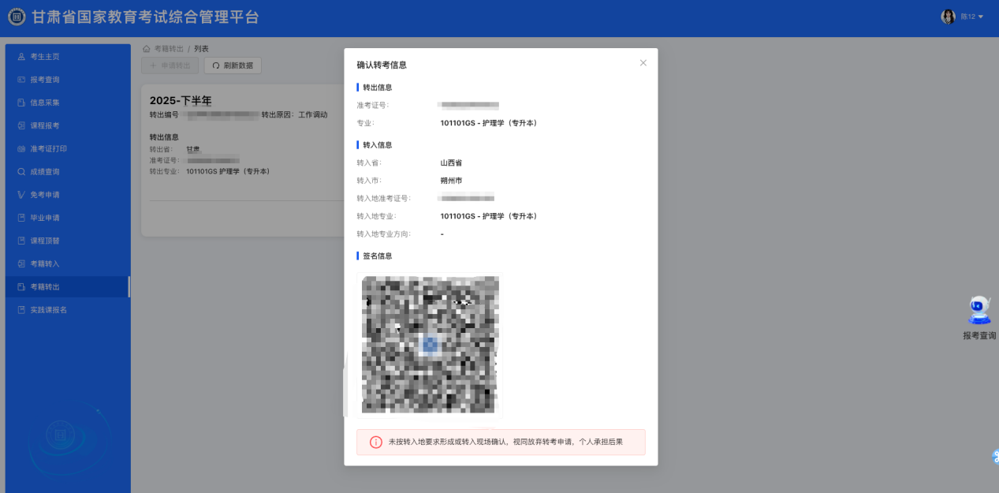 甘肃省国家教育考试综合管理平台
陈12
考生主页
报考查询
信息采集
课程报考
准考证打印
成绩查询
免考申请
毕业申请
课程顶替
考籍转入
考籍转出
实践课报名
考籍转出 / 列表
申请转出
刷新数据
2025-下半年
转出编号 转出原因：工作调动
转出信息
转出省： 甘肃
准考证号：
转出专业： 101101GS 护理学（专升本）
确认转考信息
转出信息
准考证号：
专业： 101101GS - 护理学（专升本）
转入信息
转入省： 山西省
转入市： 朔州市
转入地准考证号：
转入地专业： 101101GS - 护理学（专升本）
转入地专业方向： -
签名信息
未按转入地要求形成或转入现场确认，视同放弃转考申请，个人承担后果
报考查询